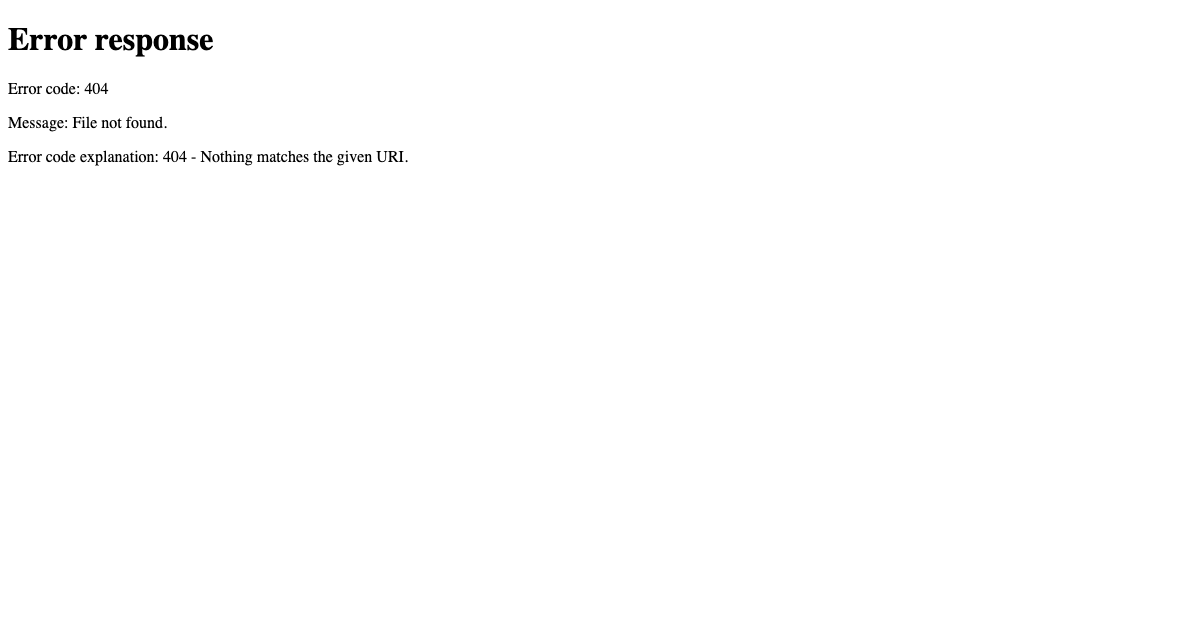 Error response
Error code: 404
Message: File not found.
Error code explanation: 404 - Nothing matches the given URI.